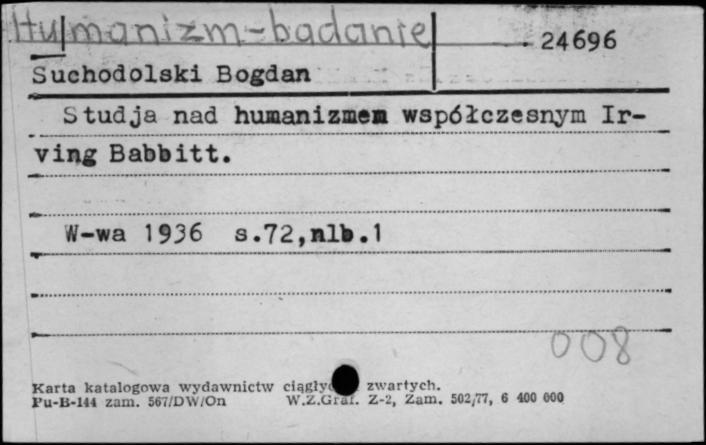 Humanizm-badanie
24696
Suchodolski Bogdan
Studja nad humanizmem współczesnym Ir-
ving Babbitt.
W-wa 1936 s.72,nlb.1
008
Karta katalogowa wydawnictw zwartych.
Pu-B-144 zam. 567/DW/On W.Z.Graf. Z-2, Zam. 502/77, 6 400 000